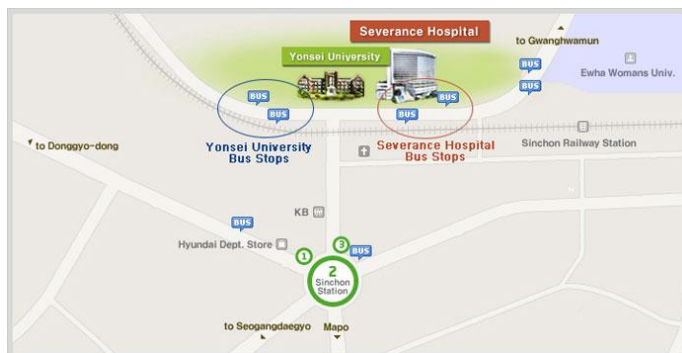 Severance Hospital
to Gwanghwamun
Yonsei University
BUS
Ewha Womans Univ.
BUS
BUS
BUS
BUS
BUS
BUS
to Donggyo-dong
Yonsei University
Bus Stops
Severance Hospital
Bus Stops
Sinchon Railway Station
KB
BUS
Hyundai Dept. Store
1
3
BUS
2
Sinchon
Station
to Seogangdaegyo
Mapo